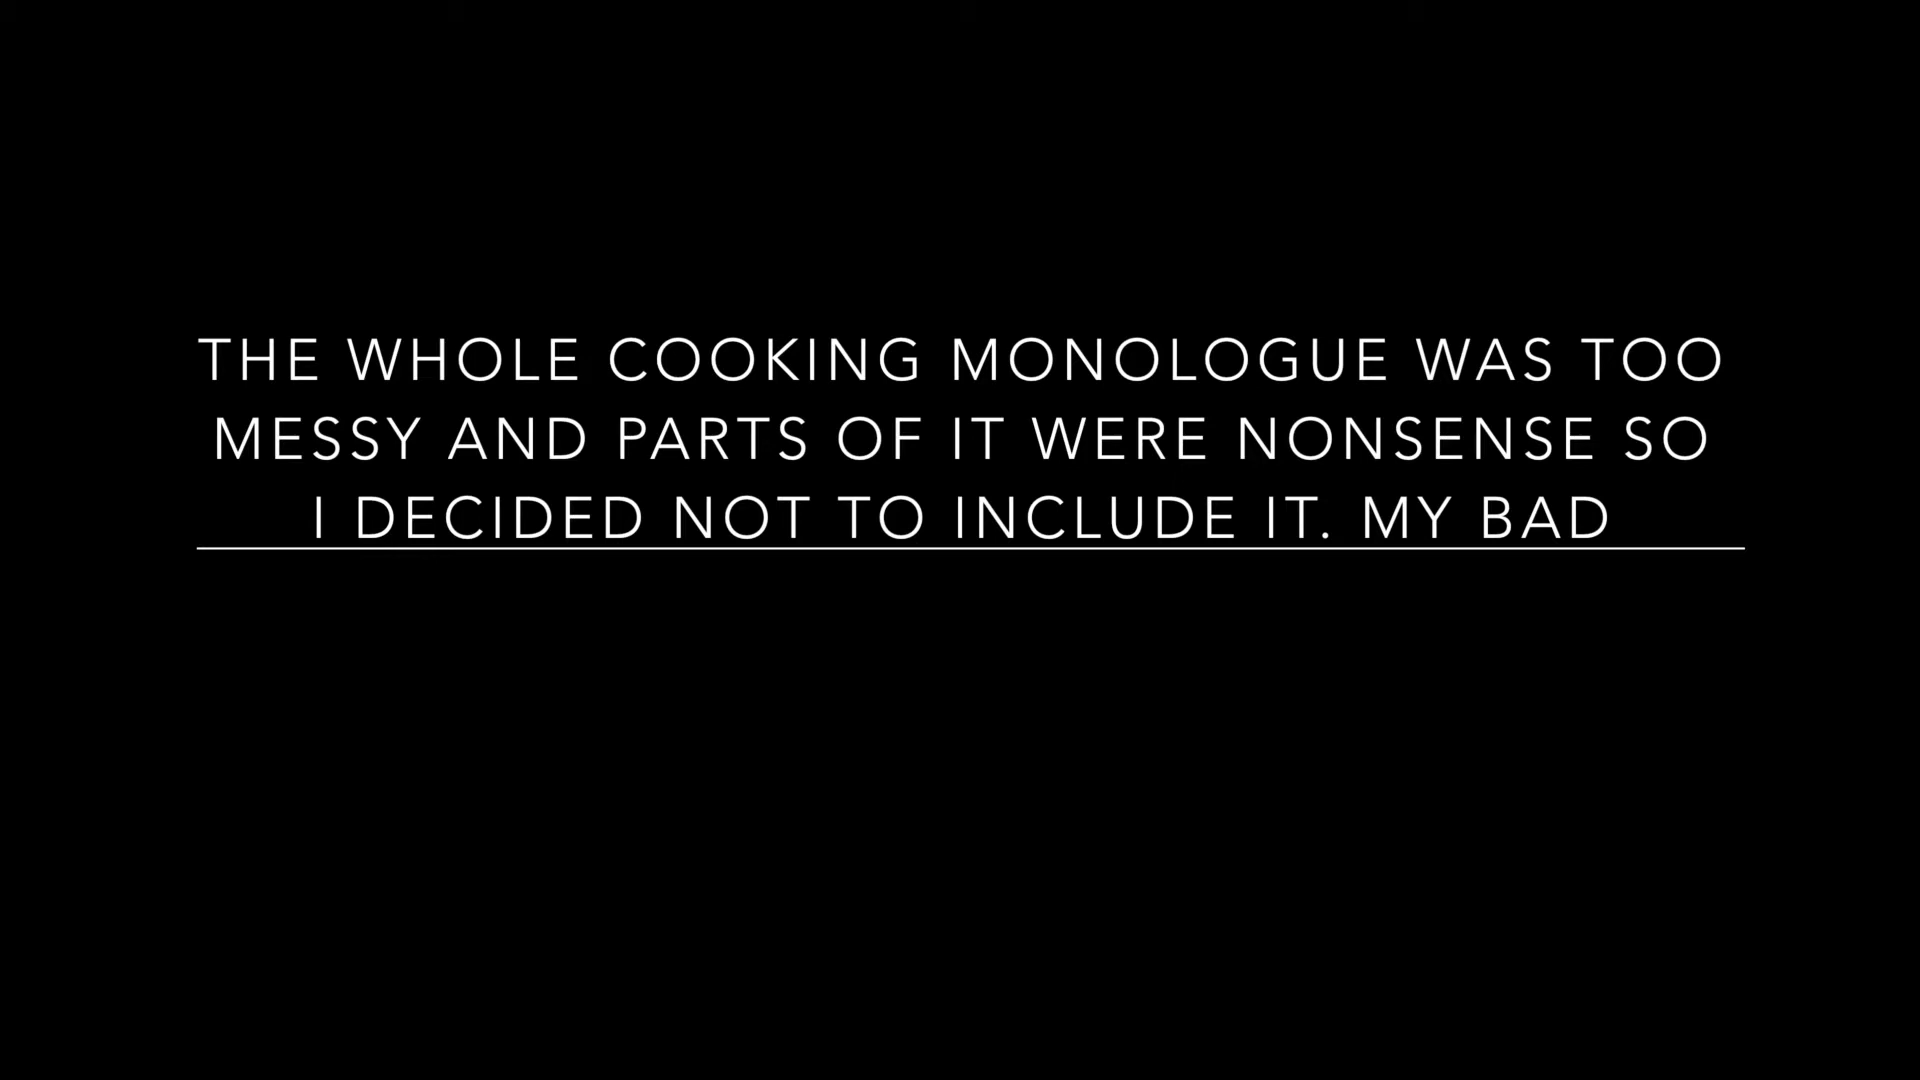 THE WHOLE COOKING MONOLOGUE WAS TOO
MESSY AND PARTS OF IT WERE NONSENSE SO
I DECIDED NOT TO INCLUDE IT. MY BAD